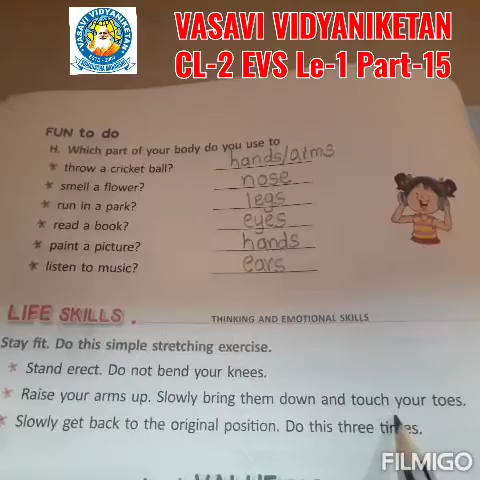 VASAVI VIDYANIKETAN
VASAVI VIDYANIKETAN
CL-2 EVS Le-1 Part-15
FUN to do
H. Which part of your body do you use to
* throw a cricket ball? hands/arms
* smell a flower? nose
* run in a park? legs
* read a book? eyes
* paint a picture? hands
* listen to music? ears
LIFE SKILLS. THINKING AND EMOTIONAL SKILLS
Stay fit. Do this simple stretching exercise.
* Stand erect. Do not bend your knees.
* Raise your arms up. Slowly bring them down and touch your toes.
* Slowly get back to the original position. Do this three times.
FILMIGO